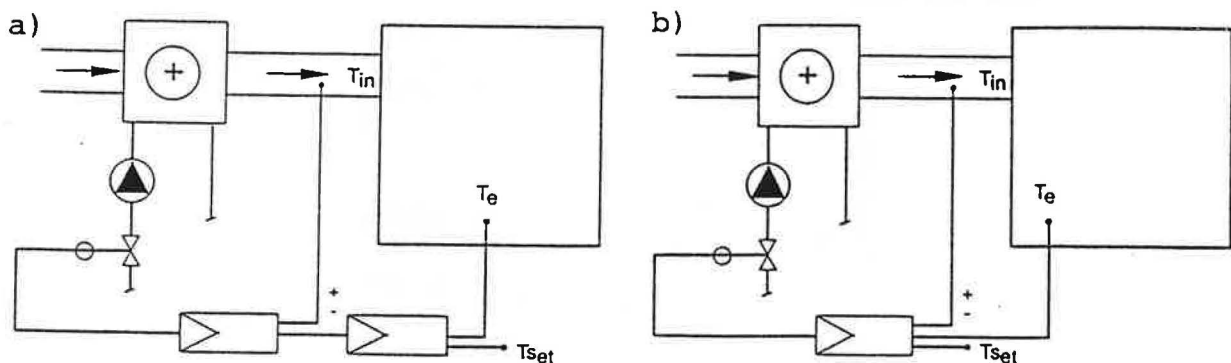 a)
+
T_in
T_e
+
-
T_set
b)
+
T_in
T_e
+
-
T_set